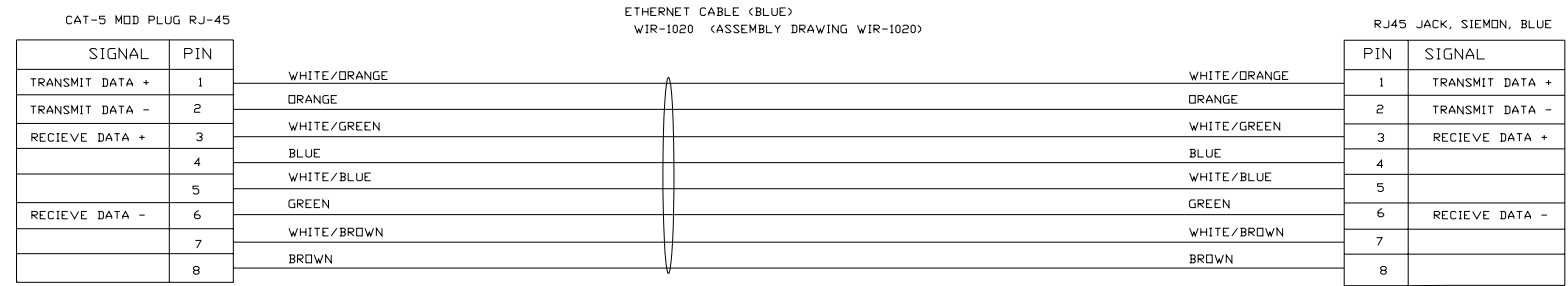 CAT-5 MOD PLUG RJ-45
ETHERNET CABLE (BLUE)
WIR-1020 (ASSEMBLY DRAWING WIR-1020)
RJ45 JACK, SIEMON, BLUE
SIGNAL PIN PIN SIGNAL
TRANSMIT DATA + 1 WHITE/ORANGE WHITE/ORANGE 1 TRANSMIT DATA +
TRANSMIT DATA - 2 ORANGE ORANGE 2 TRANSMIT DATA -
RECIEVE DATA + 3 WHITE/GREEN WHITE/GREEN 3 RECIEVE DATA +
4 BLUE BLUE 4
5 WHITE/BLUE WHITE/BLUE 5
RECIEVE DATA - 6 GREEN GREEN 6 RECIEVE DATA -
7 WHITE/BROWN WHITE/BROWN 7
8 BROWN BROWN 8